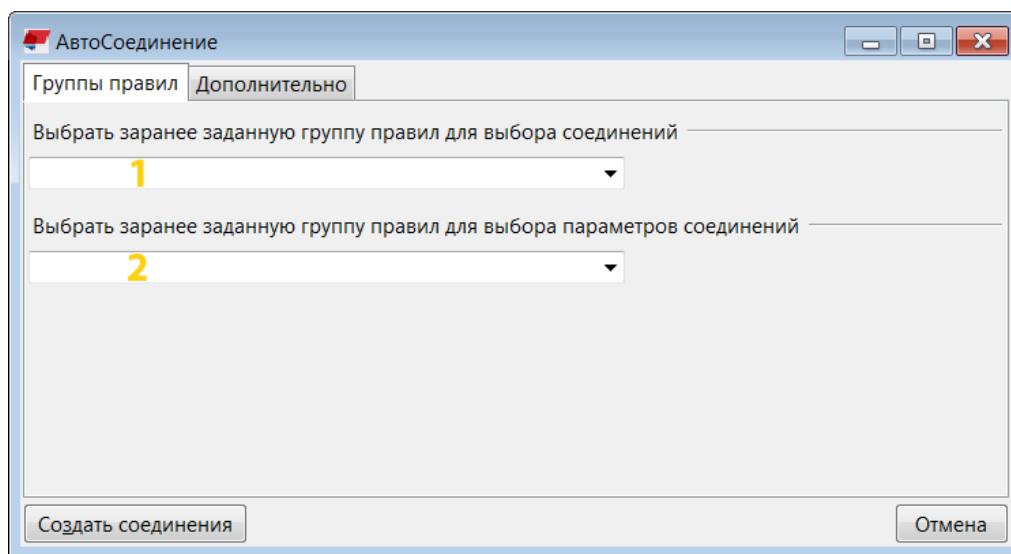 АвтоСоединение
Группы правил Дополнительно
Выбрать заранее заданную группу правил для выбора соединений
1
Выбрать заранее заданную группу правил для выбора параметров соединений
2
Создать соединения Отмена